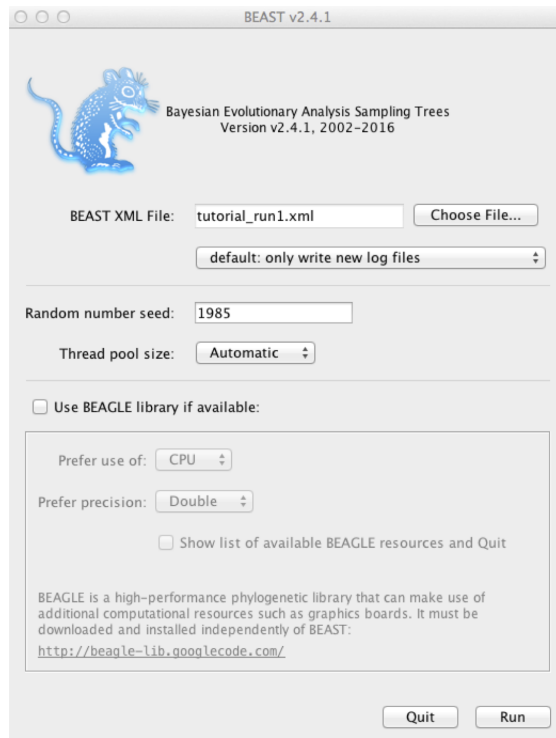 BEAST v2.4.1
Bayesian Evolutionary Analysis Sampling Trees
Version v2.4.1, 2002-2016
BEAST XML File: tutorial_run1.xml Choose File...
default: only write new log files
Random number seed: 1985
Thread pool size: Automatic
Use BEAGLE library if available:
Prefer use of: CPU
Prefer precision: Double
Show list of available BEAGLE resources and Quit
BEAGLE is a high-performance phylogenetic library that can make use of
additional computational resources such as graphics boards. It must be
downloaded and installed independently of BEAST:
http://beagle-lib.googlecode.com/
Quit Run